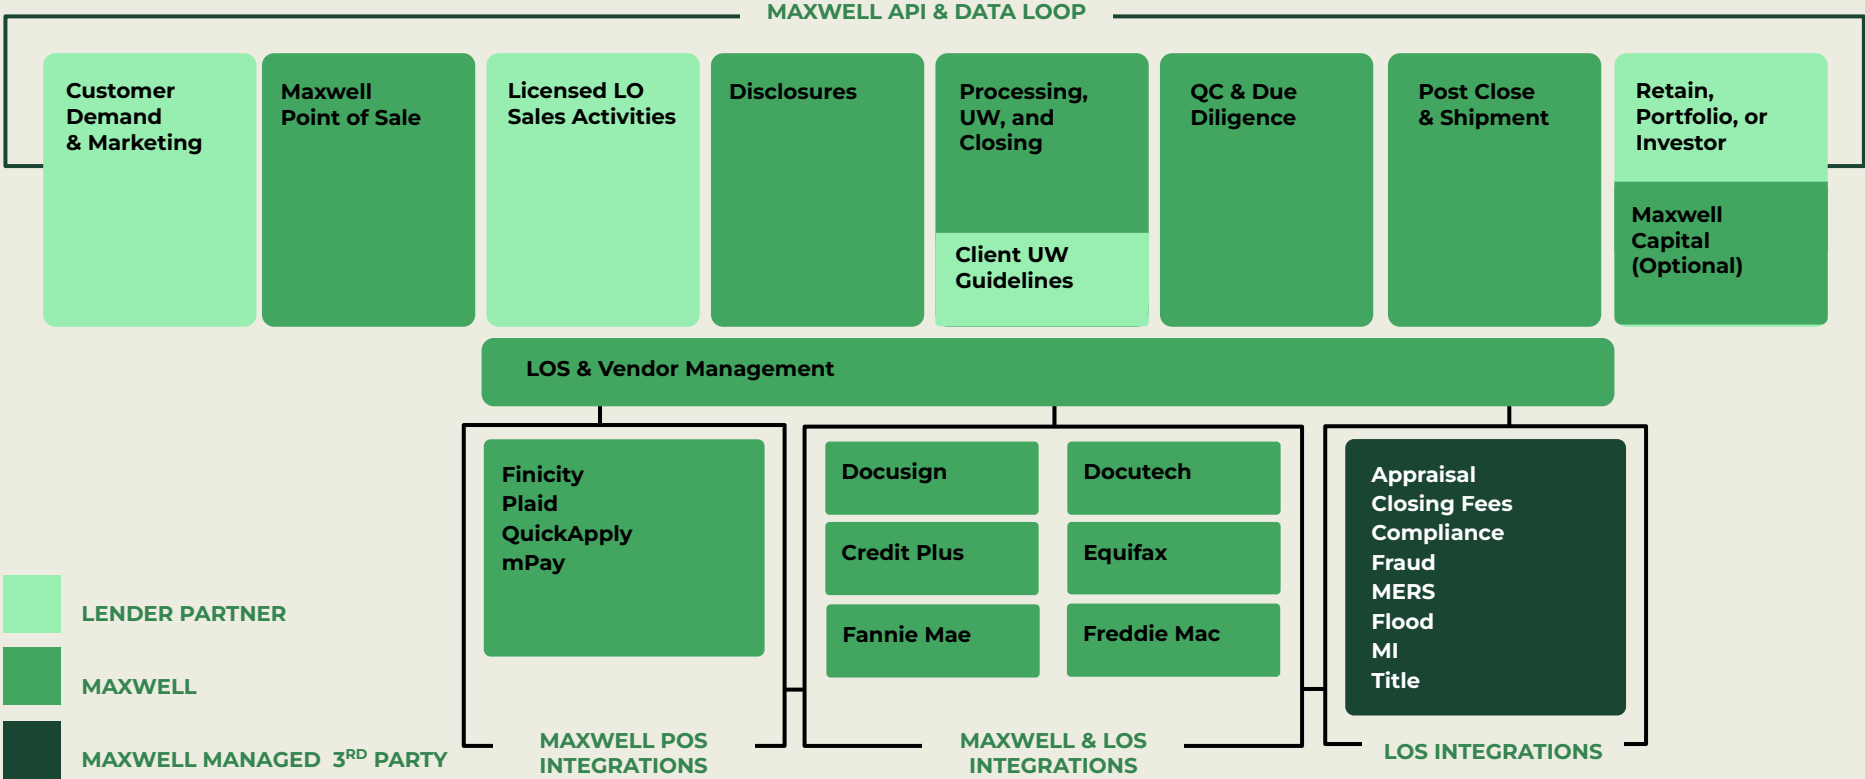 MAXWELL API & DATA LOOP
Customer
Demand
& Marketing
Maxwell
Point of Sale
Licensed LO
Sales Activities
Disclosures
Processing,
UW, and
Closing
Client UW
Guidelines
QC & Due
Diligence
Post Close
& Shipment
Retain,
Portfolio, or
Investor
Maxwell
Capital
(Optional)
LOS & Vendor Management
Finicity
Plaid
QuickApply
mPay
MAXWELL POS
INTEGRATIONS
Docusign
Docutech
Credit Plus
Equifax
Fannie Mae
Freddie Mac
MAXWELL & LOS
INTEGRATIONS
Appraisal
Closing Fees
Compliance
Fraud
MERS
Flood
MI
Title
LOS INTEGRATIONS
LENDER PARTNER
MAXWELL
MAXWELL MANAGED 3RD PARTY